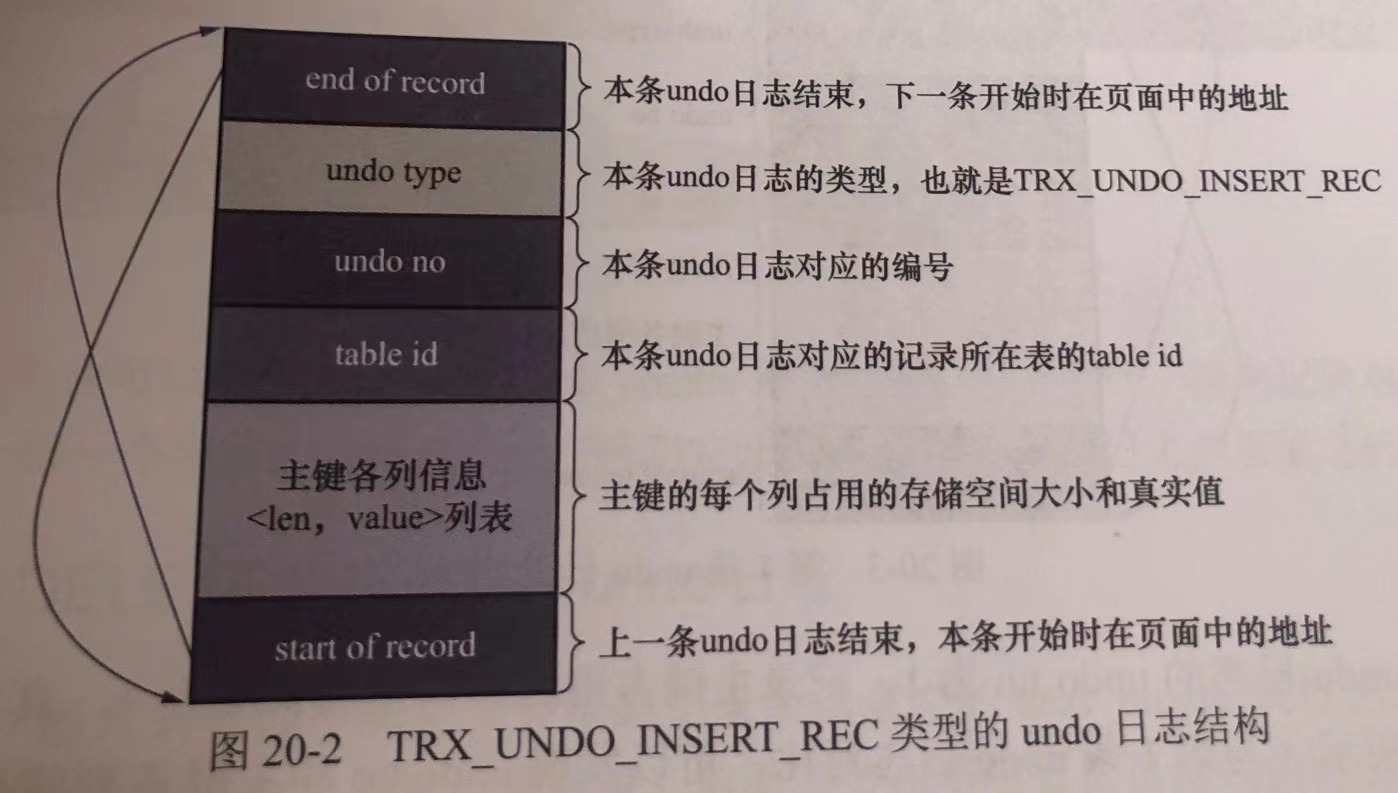 end of record
本条undo日志结束，下一条开始时在页面中的地址
undo type
本条undo日志的类型，也就是TRX_UNDO_INSERT_REC
undo no
本条undo日志对应的编号
table id
本条undo日志对应的记录所在表的table id
主键各列信息
<len，value>列表
主键的每个列占用的存储空间大小和真实值
start of record
上一条undo日志结束，本条开始时在页面中的地址
图 20-2 TRX_UNDO_INSERT_REC 类型的 undo 日志结构